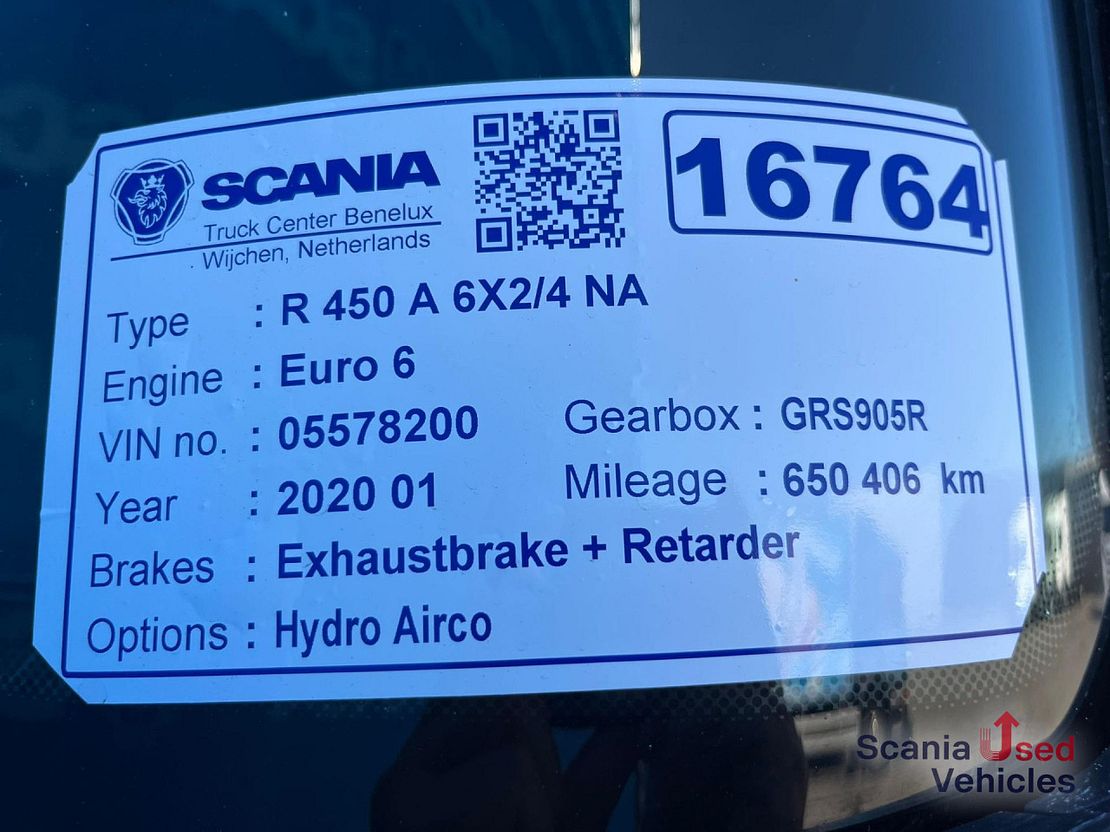 SCANIA
Truck Center Benelux
Wijchen, Netherlands
16764
Type : R 450 A 6X2/4 NA
Engine : Euro 6
VIN no. : 05578200
Gearbox : GRS905R
Year : 2020 01
Mileage : 650 406 km
Brakes : Exhaustbrake + Retarder
Options : Hydro Airco
Scania Used
Vehicles